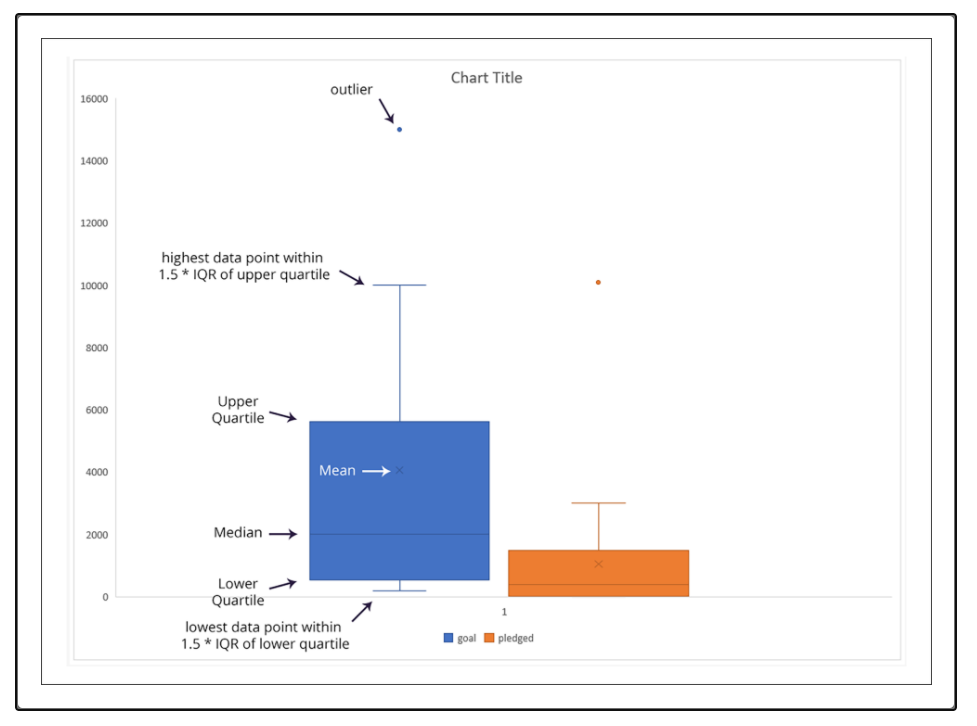 Chart Title
outlier
16000
14000
12000
highest data point within
1.5 * IQR of upper quartile
10000
8000
6000
Upper
Quartile
4000
Mean
2000
Median
Lower
Quartile
0
1
lowest data point within
1.5 * IQR of lower quartile
goal pledged